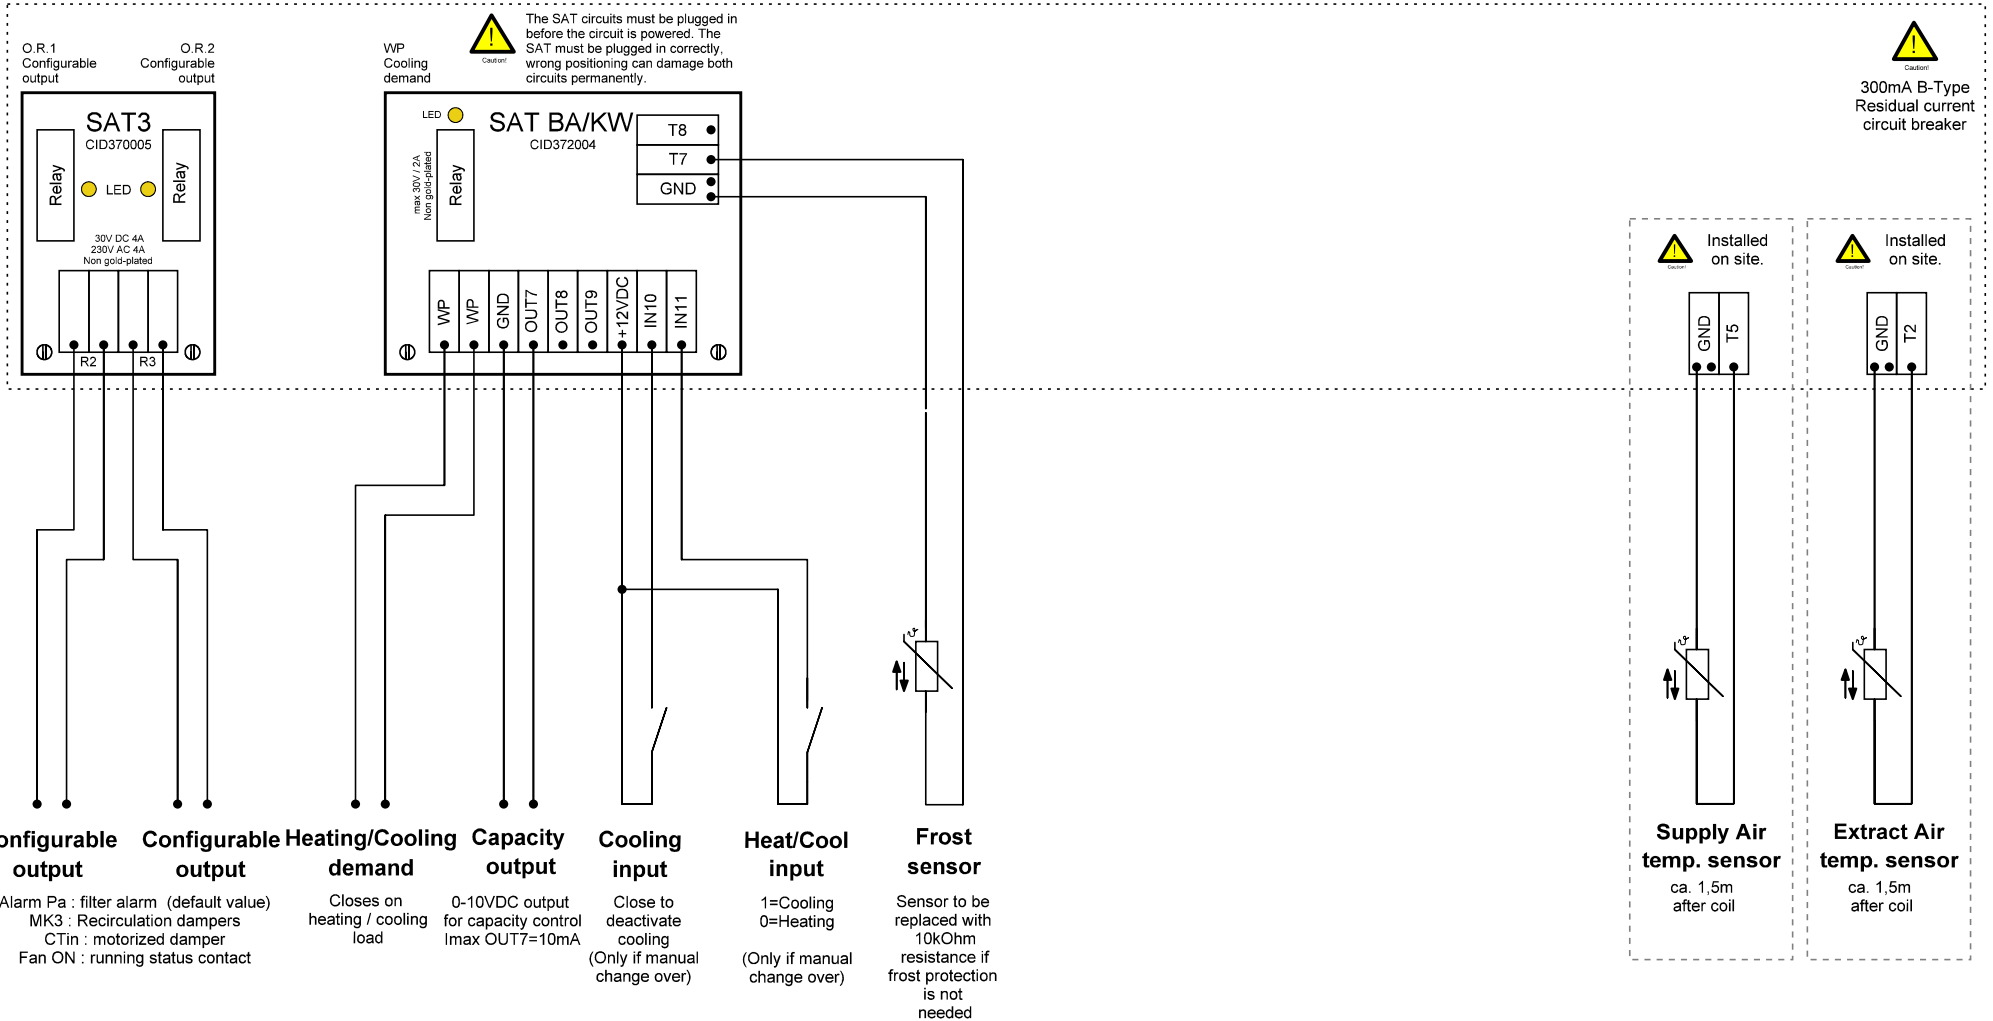 O.R.1
Configurable
output
O.R.2
Configurable
output
WP
Cooling
demand
Caution!
The SAT circuits must be plugged in
before the circuit is powered. The
SAT must be plugged in correctly,
wrong positioning can damage both
circuits permanently.
Caution!
300mA B-Type
Residual current
circuit breaker
SAT3
CID370005
Relay
LED
Relay
30V DC 4A
230V AC 4A
Non gold-plated
R2
R3
LED
SAT BA/KW
CID372004
max 30V / 2A
Non gold-plated
Relay
T8
T7
GND
WP
WP
GND
OUT7
OUT8
OUT9
+12VDC
IN10
IN11
Caution!
Installed
on site.
GND
T5
Caution!
Installed
on site.
GND
T2
ϑ
ϑ
ϑ
onfigurable
output
Alarm Pa : filter alarm (default value)
MK3 : Recirculation dampers
CTin : motorized damper
Fan ON : running status contact
Configurable
output
Heating/Cooling
demand
Closes on
heating / cooling
load
Capacity
output
0-10VDC output
for capacity control
Imax OUT7=10mA
Cooling
input
Close to
deactivate
cooling
(Only if manual
change over)
Heat/Cool
input
1=Cooling
0=Heating
(Only if manual
change over)
Frost
sensor
Sensor to be
replaced with
10kOhm
resistance if
frost protection
is not
needed
Supply Air
temp. sensor
ca. 1,5m
after coil
Extract Air
temp. sensor
ca. 1,5m
after coil